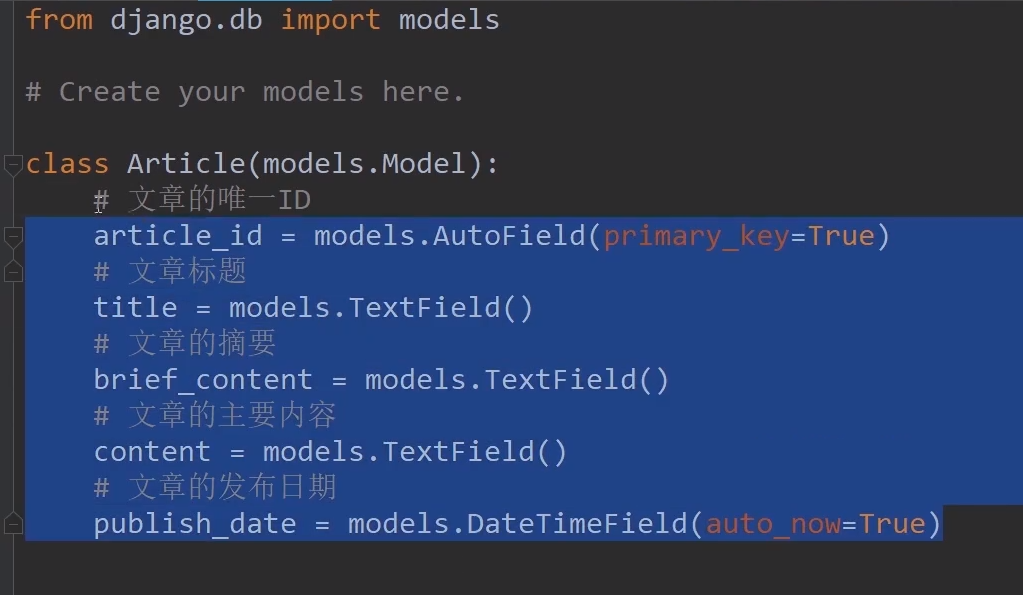 from django.db import models
# Create your models here.
class Article(models.Model):
# 文章的唯一ID
article_id = models.AutoField(primary_key=True)
# 文章标题
title = models.TextField()
# 文章的摘要
brief_content = models.TextField()
# 文章的主要内容
content = models.TextField()
# 文章的发布日期
publish_date = models.DateTimeField(auto_now=True)